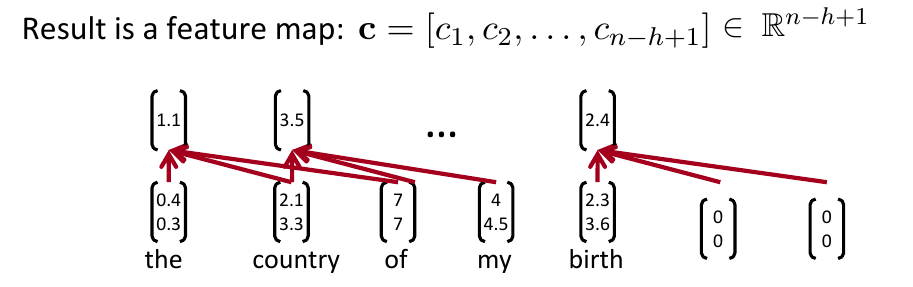 Result is a feature map: c = [c₁, c₂, . . . , cₙ₋ₕ₊₁] ∈ ℝⁿ⁻ʰ⁺¹
1.1 3.5 ... 2.4
0.4 2.1 7 4 2.3
0.3 3.3 7 4.5 3.6
0 0
0 0
the country of my birth